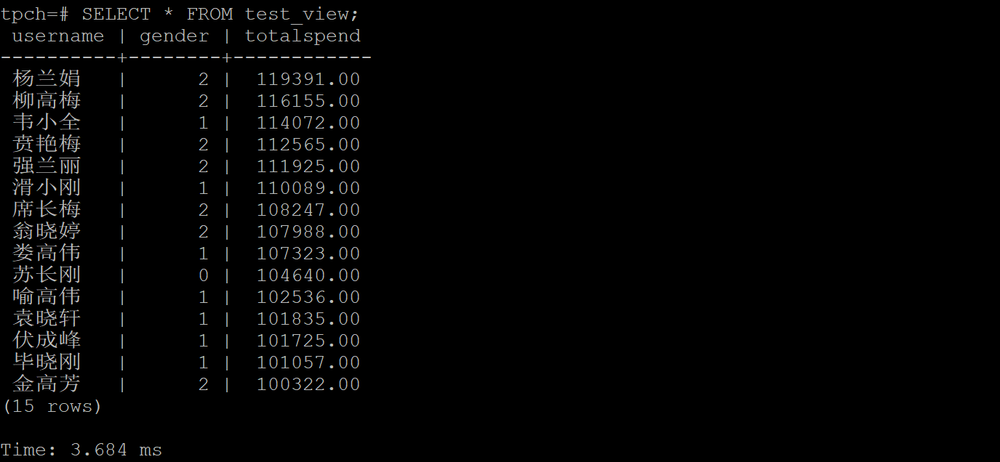 tpch=# SELECT * FROM test_view;
 username | gender | totalspend
----------+--------+------------
 杨兰娟   |      2 |  119391.00
 柳高梅   |      2 |  116155.00
 韦小全   |      1 |  114072.00
 贲艳梅   |      2 |  112565.00
 强兰丽   |      2 |  111925.00
 滑小刚   |      1 |  110089.00
 席长梅   |      2 |  108247.00
 翁晓婷   |      2 |  107988.00
 娄高伟   |      1 |  107323.00
 苏长刚   |      0 |  104640.00
 喻高伟   |      1 |  102536.00
 袁晓轩   |      1 |  101835.00
 伏成峰   |      1 |  101725.00
 毕晓刚   |      1 |  101057.00
 金高芳   |      2 |  100322.00
(15 rows)
Time: 3.684 ms